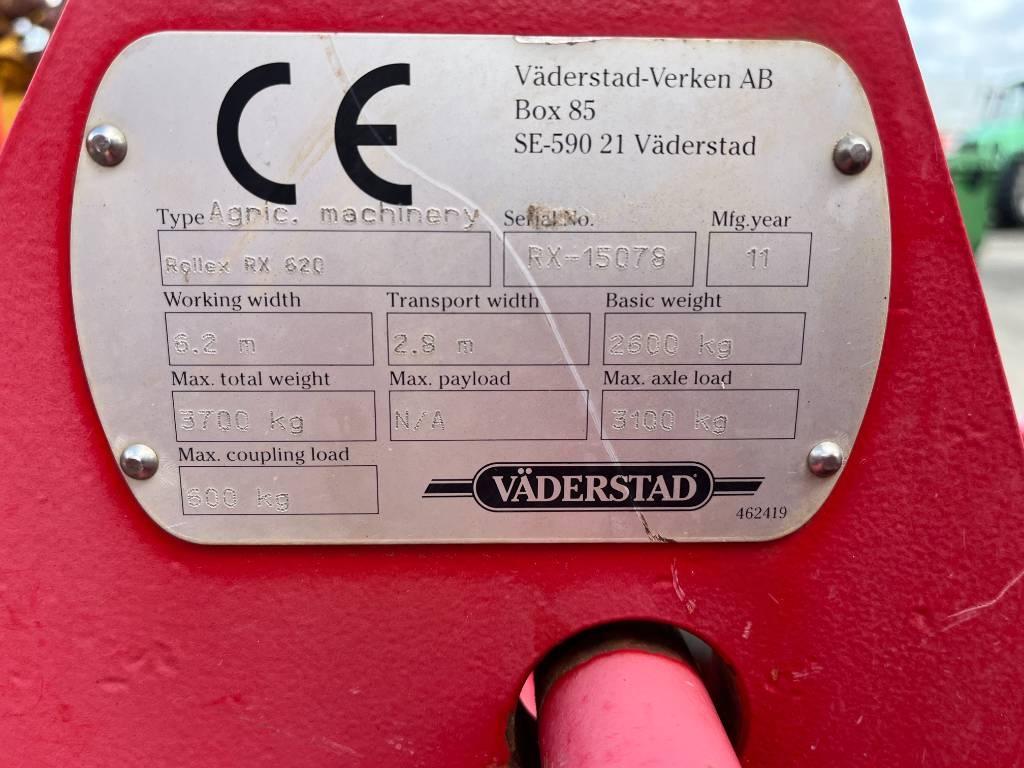 CE
Väderstad-Verken AB
Box 85
SE-590 21 Väderstad
Type Agric. machinery Serial No. Mfg.year
Rollex RX 620 RX-15078 11
Working width Transport width Basic weight
6.2 m 2.8 m 2600 kg
Max. total weight Max. payload Max. axle load
3700 kg N/A 3100 kg
Max. coupling load
600 kg
VÄDERSTAD
462419